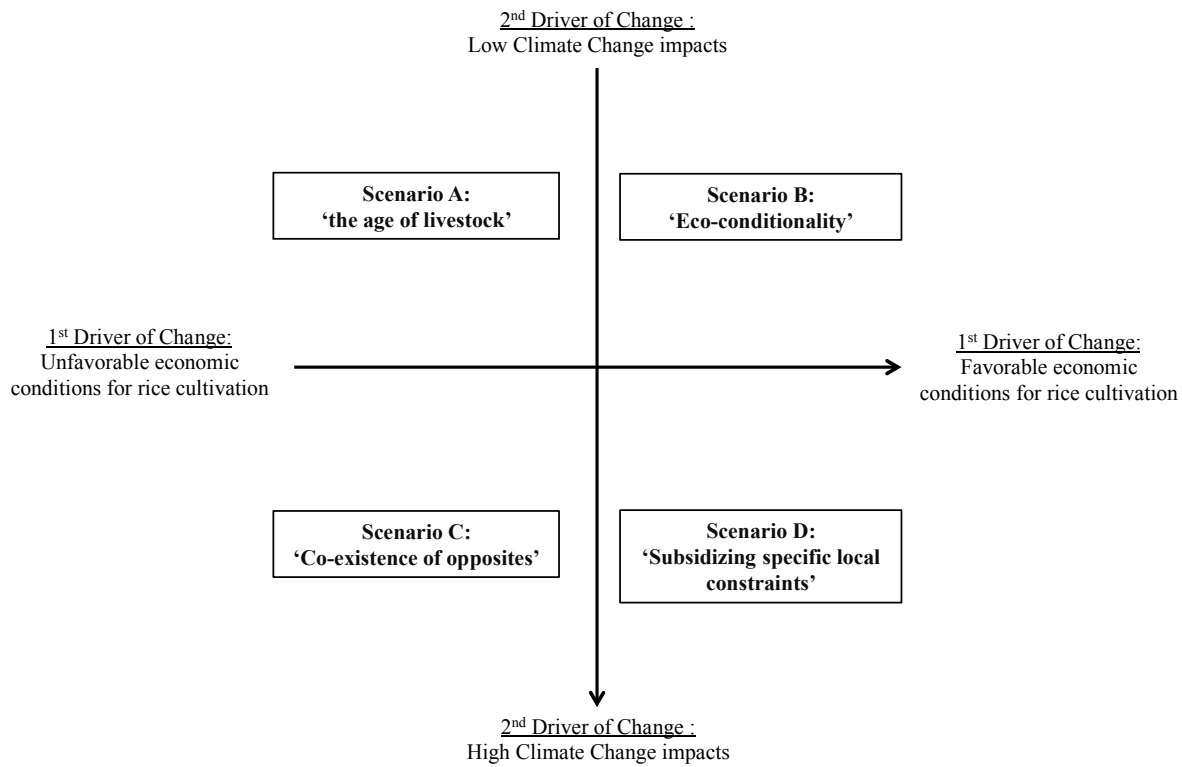 2nd Driver of Change :
Low Climate Change impacts
Scenario A:
‘the age of livestock’
Scenario B:
‘Eco-conditionality’
1st Driver of Change:
Unfavorable economic
conditions for rice cultivation
1st Driver of Change:
Favorable economic
conditions for rice cultivation
Scenario C:
‘Co-existence of opposites’
Scenario D:
‘Subsidizing specific local
constraints’
2nd Driver of Change :
High Climate Change impacts